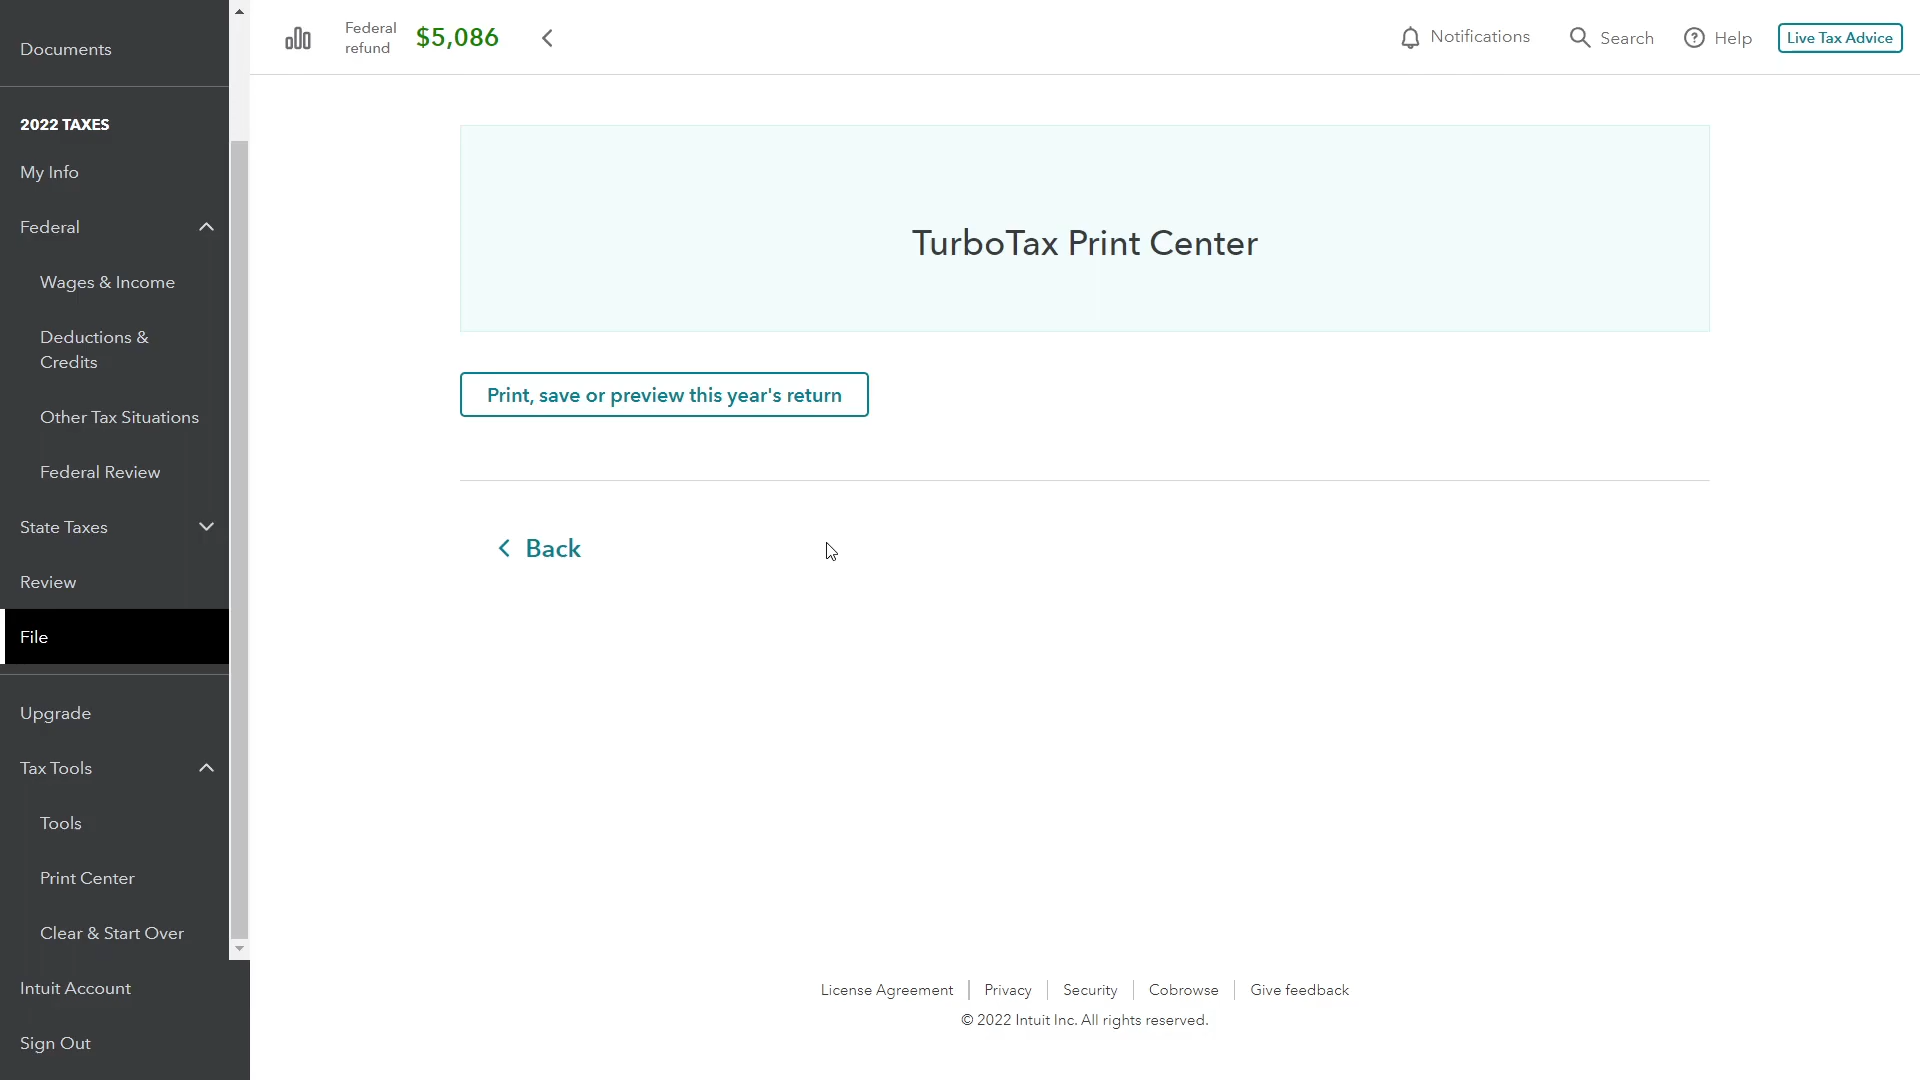 Documents
2022 TAXES
My Info
Federal
Wages & Income
Deductions &
Credits
Other Tax Situations
Federal Review
State Taxes
Review
File
Upgrade
Tax Tools
Tools
Print Center
Clear & Start Over
Intuit Account
Sign Out
Federal
refund
$5,086
Notifications
Search
Help
Live Tax Advice
TurboTax Print Center
Print, save or preview this year's return
Back
License Agreement
Privacy
Security
Cobrowse
Give feedback
© 2022 Intuit Inc. All rights reserved.